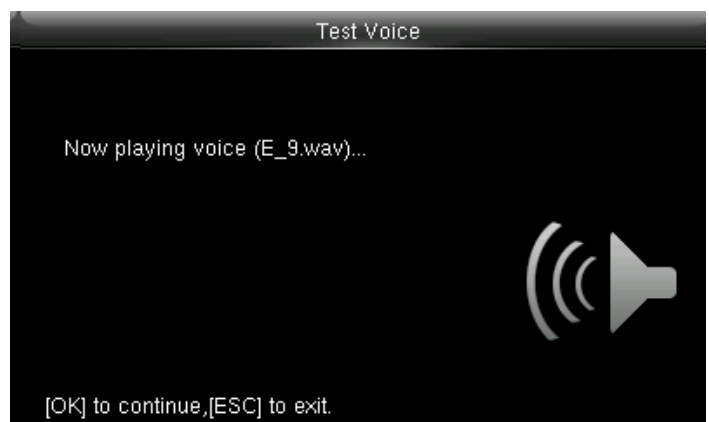 Test Voice
Now playing voice (E_9.wav)...
[OK] to continue,[ESC] to exit.